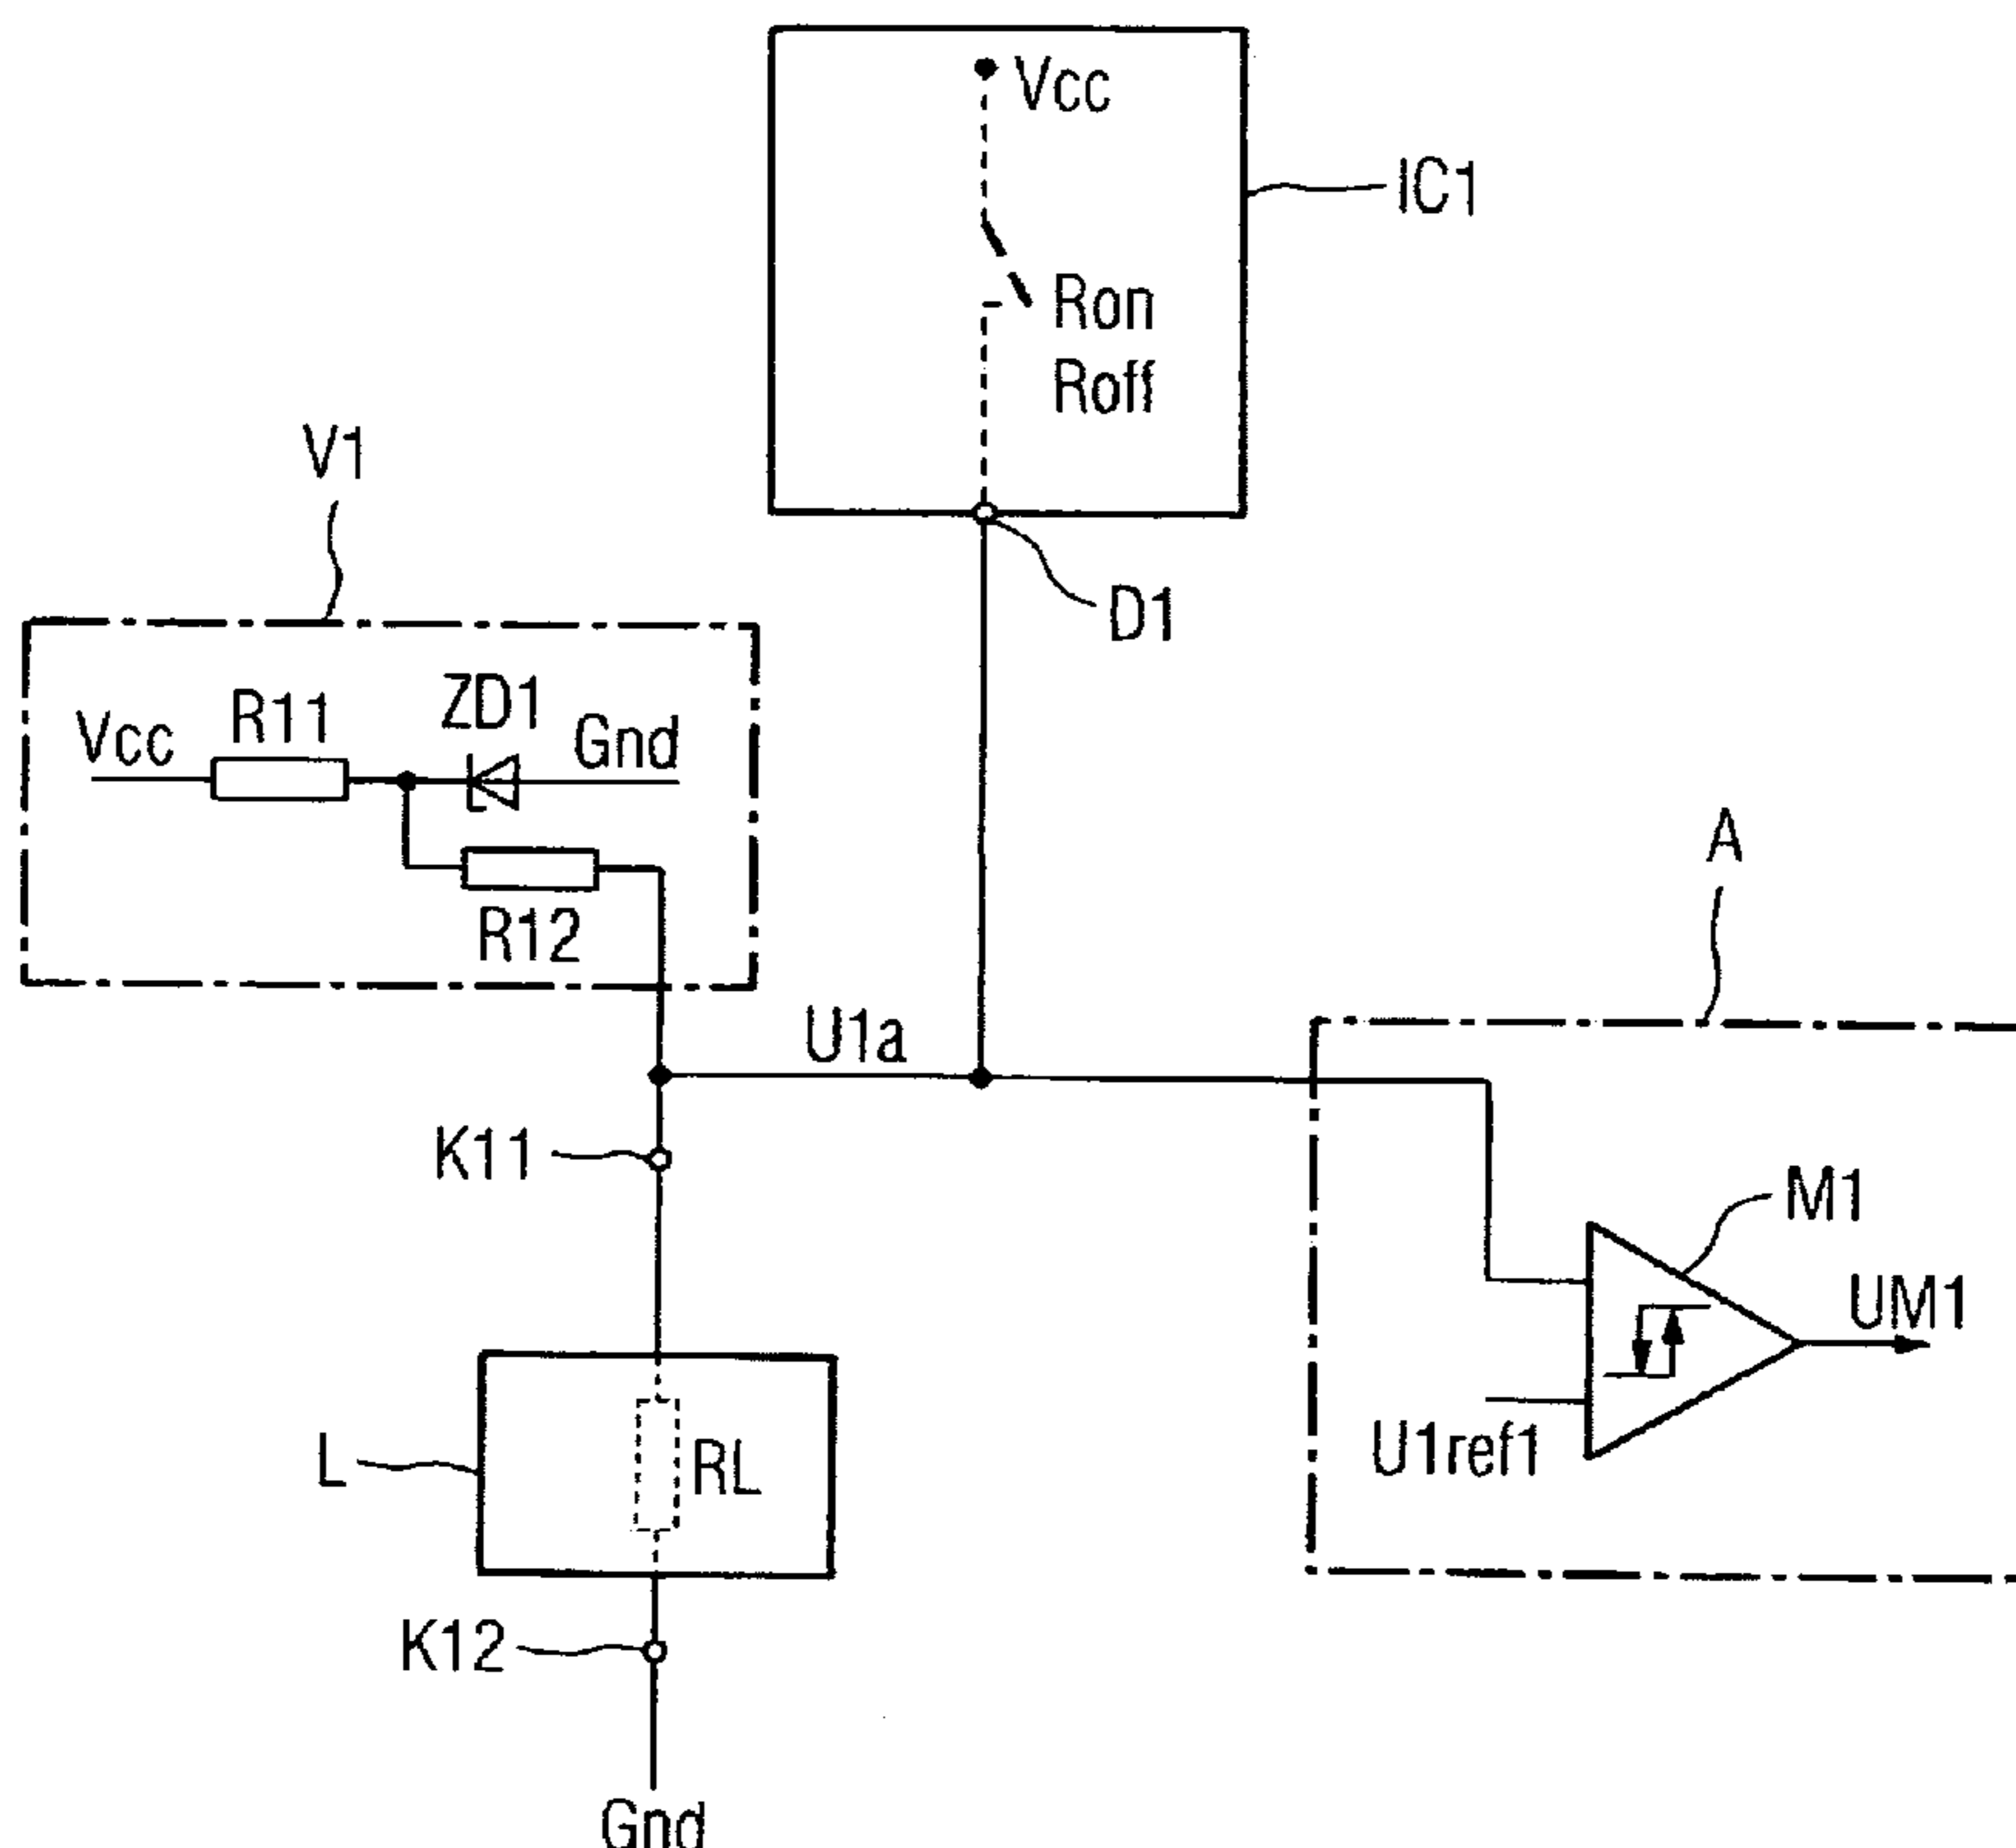 Vcc
IC1
Ron
Roff
V1
D1
ZD1
R11
Gnd
Vcc
A
R12
U1a
K11
M1
UM1
U1ref1
L
RL
K12
Gnd